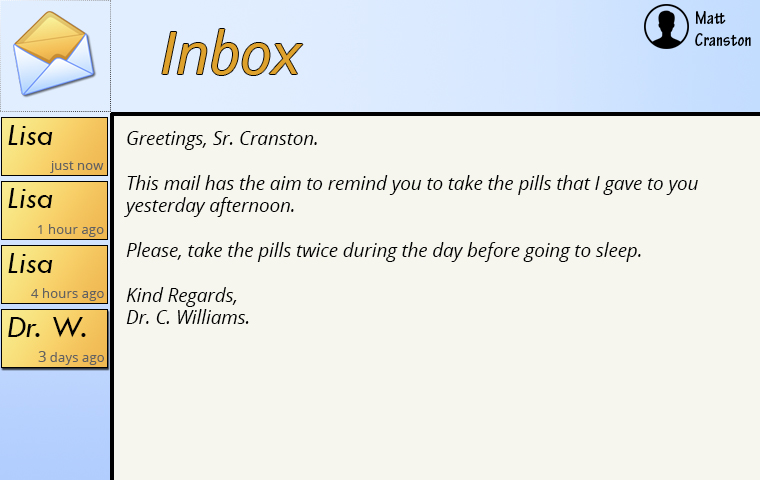 Inbox
Matt
Cranston
Lisa
just now
Lisa
1 hour ago
Lisa
4 hours ago
Dr. W.
3 days ago
Greetings, Sr. Cranston.
This mail has the aim to remind you to take the pills that I gave to you
yesterday afternoon.
Please, take the pills twice during the day before going to sleep.
Kind Regards,
Dr. C. Williams.